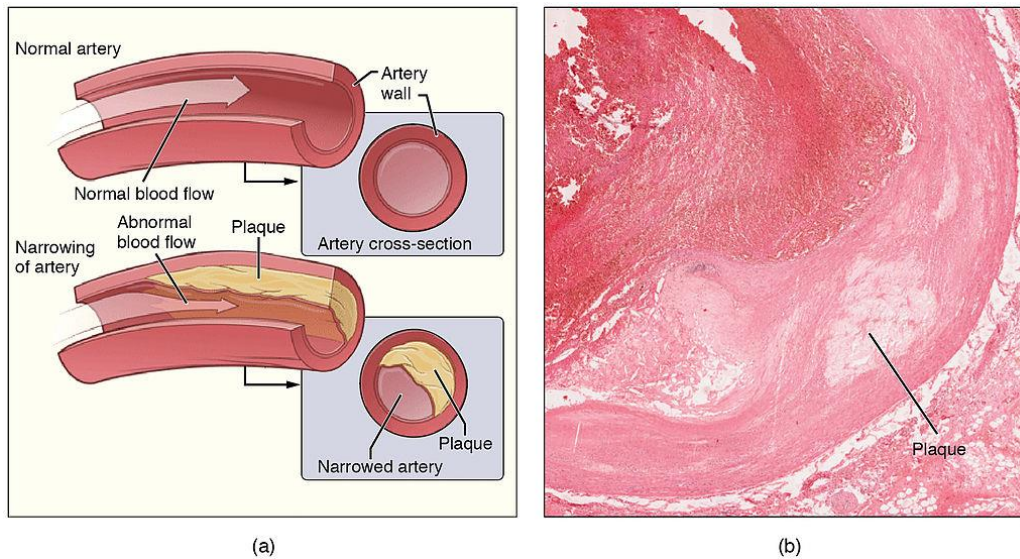 Normal artery
Artery
wall
Normal blood flow
Artery cross-section
Narrowing
of artery
Abnormal
blood flow
Plaque
Plaque
Narrowed artery
Plaque
(a)
(b)